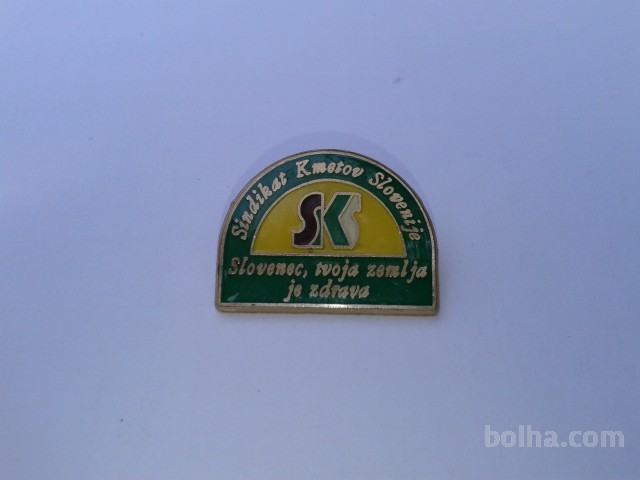 Sindikat Kmetov Slovenije
SKS
Slovenec, tvoja zemlja
je zdrava
bolha.com